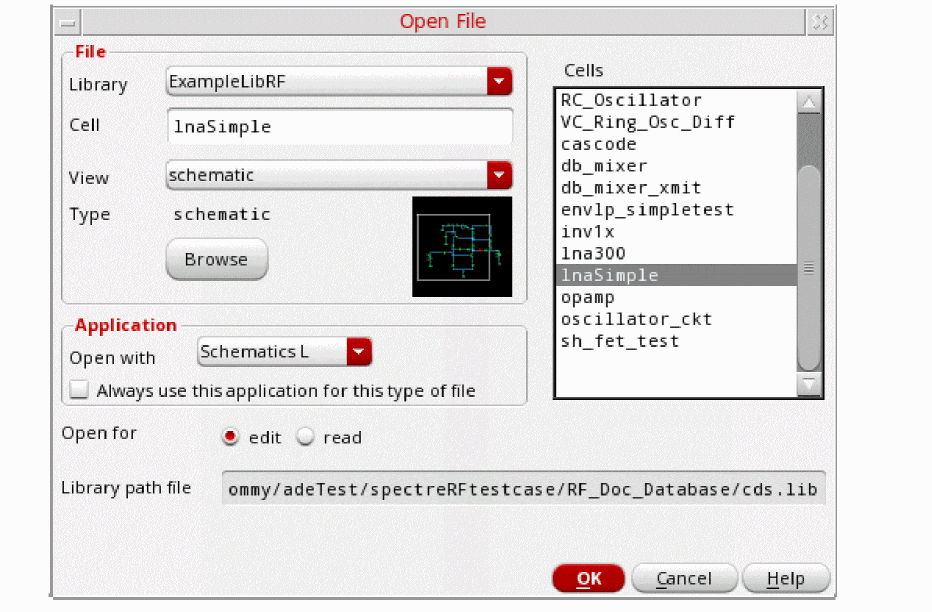 Open File
File
Library ExampleLibRF
Cell lnaSimple
View schematic
Type schematic
Browse
Cells
RC_Oscillator
VC_Ring_Osc_Diff
cascode
db_mixer
db_mixer_xmit
envlp_simpletest
inv1x
lna300
lnaSimple
opamp
oscillator_ckt
sh_fet_test
Application
Open with Schematics L
Always use this application for this type of file
Open for edit read
Library path file ommy/adeTest/spectreRFtestcase/RF_Doc_Database/cds.lib
OK Cancel Help